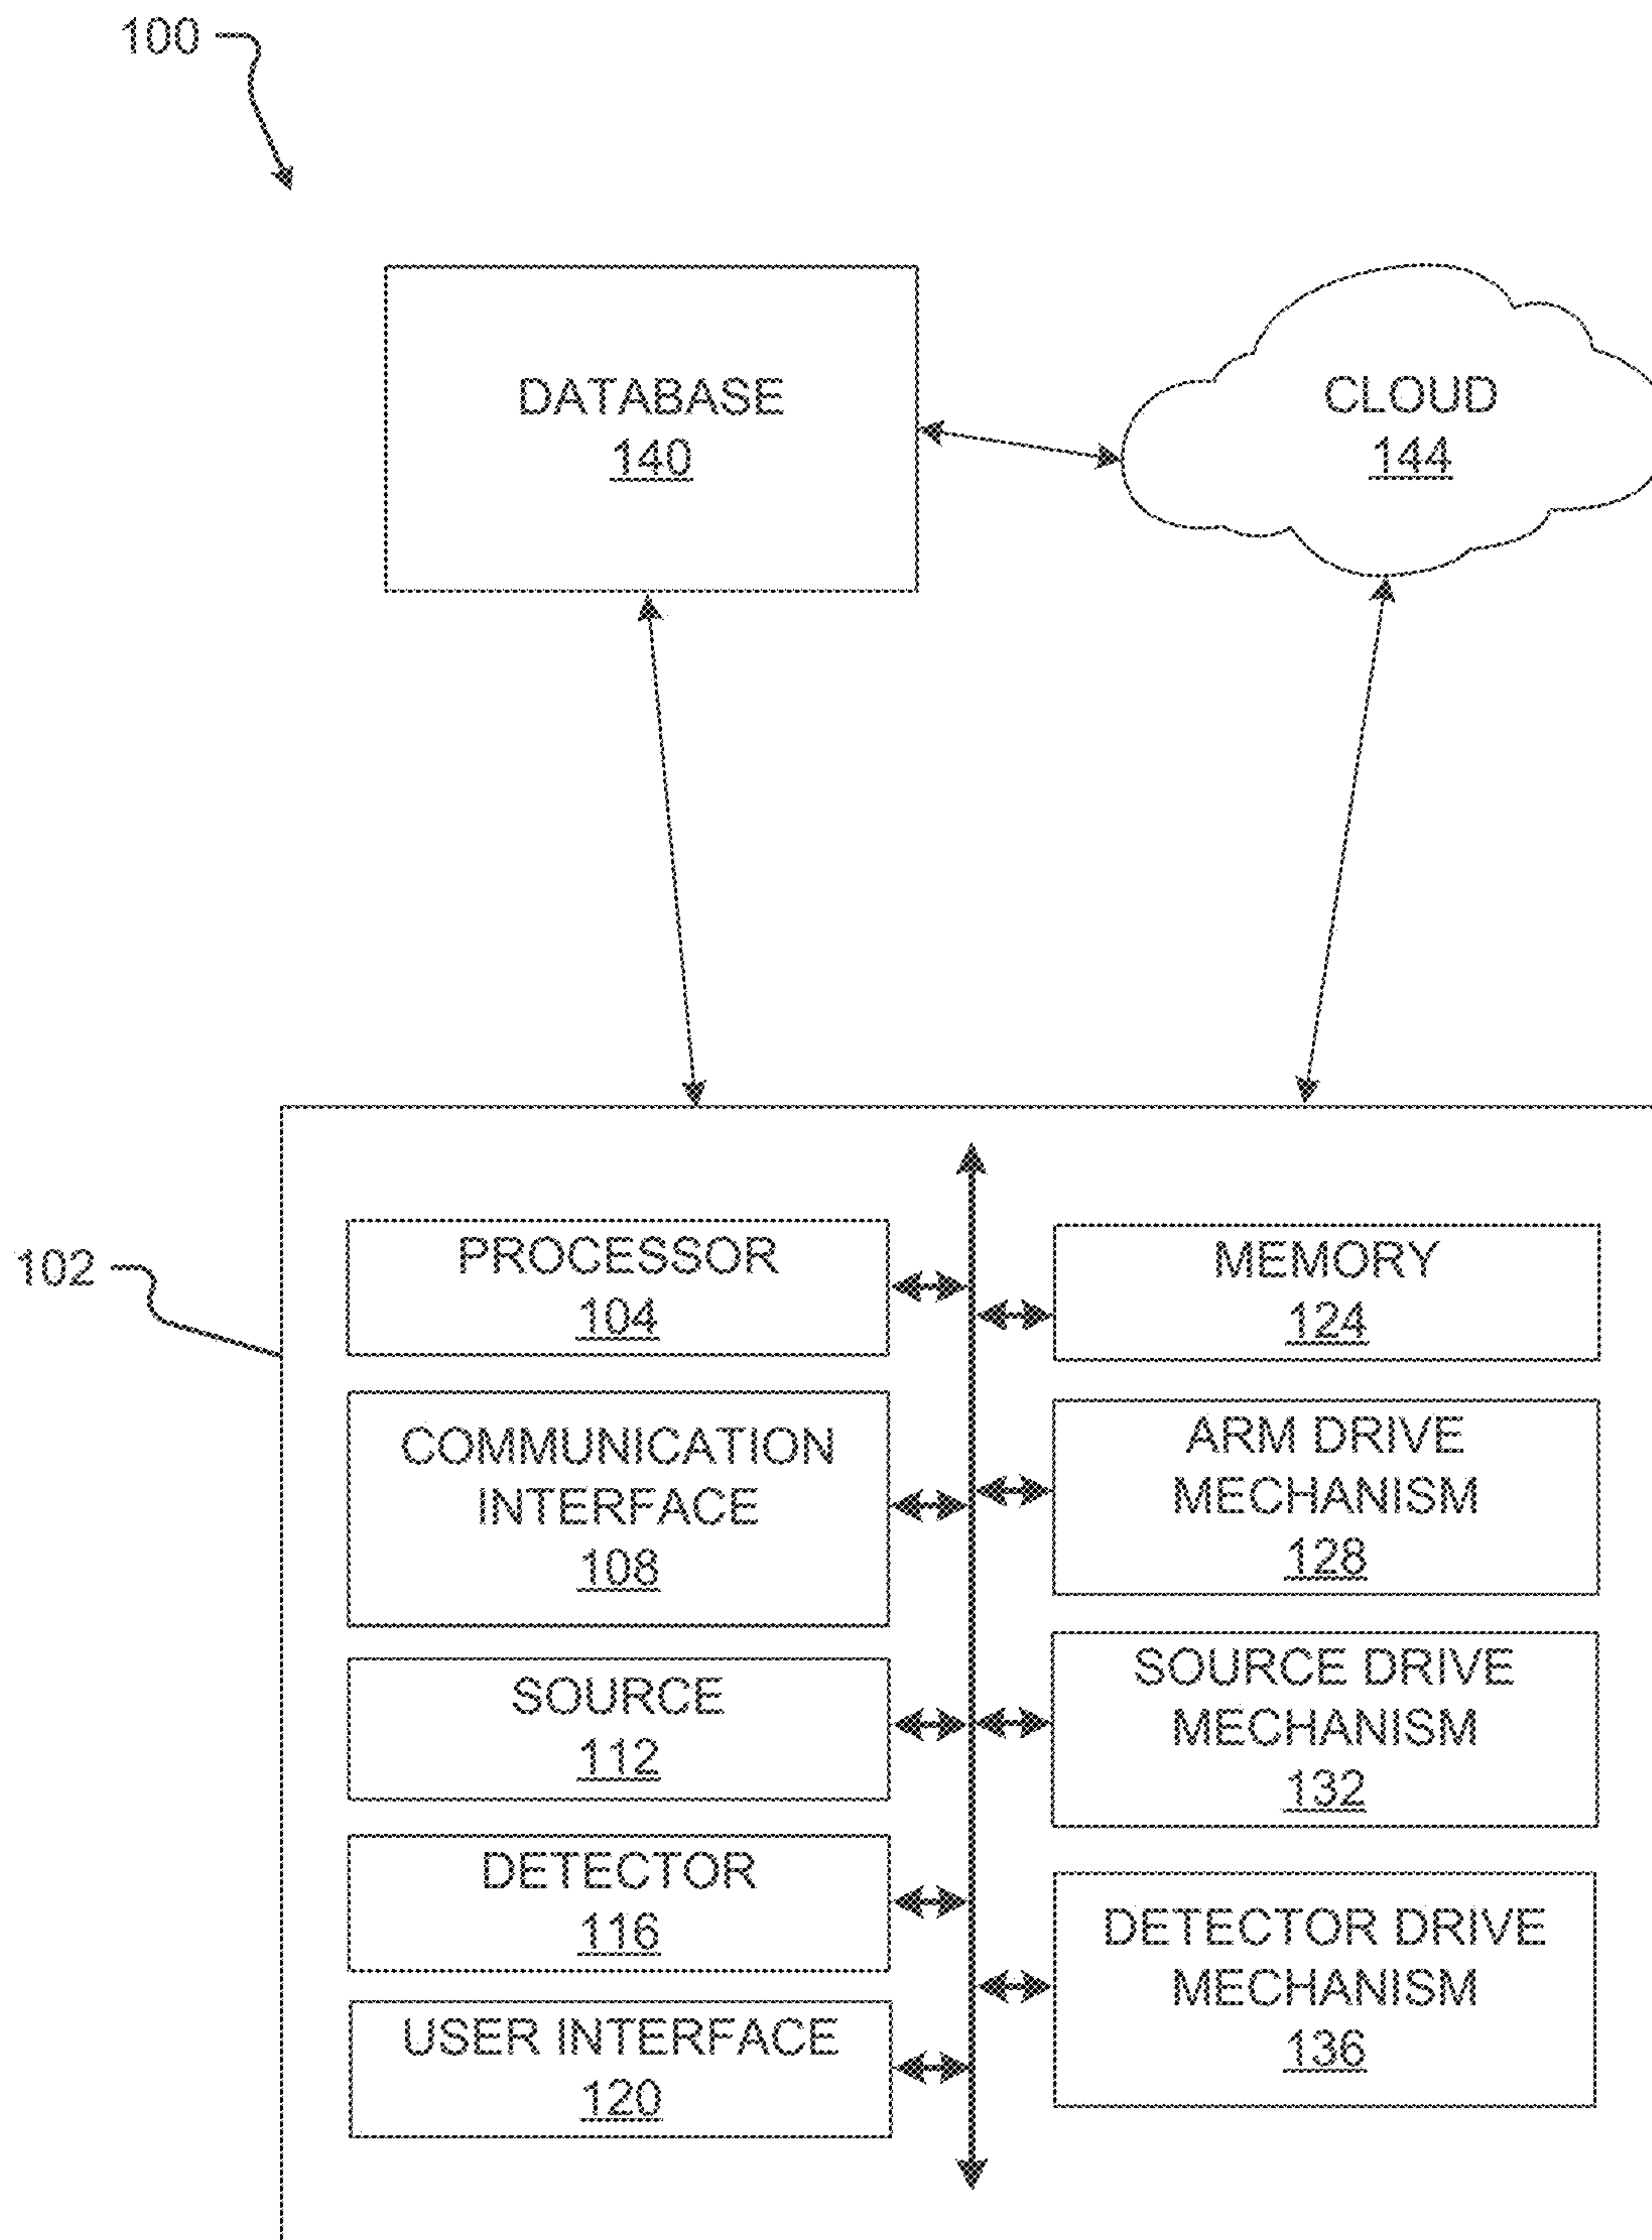 100
DATABASE
140
CLOUD
144
102
PROCESSOR
104
COMMUNICATION
INTERFACE
108
SOURCE
112
DETECTOR
116
USER INTERFACE
120
MEMORY
124
ARM DRIVE
MECHANISM
128
SOURCE DRIVE
MECHANISM
132
DETECTOR DRIVE
MECHANISM
136